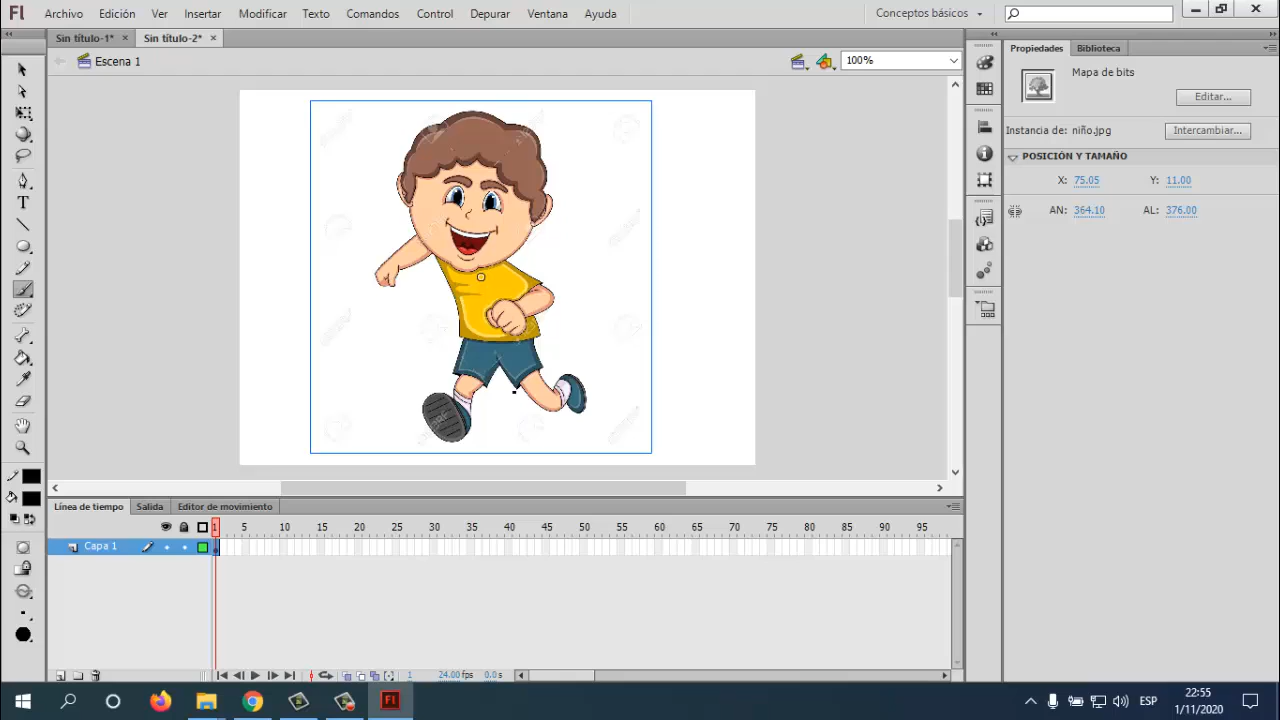 Fl Archivo Edición Ver Insertar Modificar Texto Comandos Control Depurar Ventana Ayuda Conceptos básicos
Sin título-1* × Sin título-2* ×
Escena 1 100%
Propiedades Biblioteca
Mapa de bits
Editar...
Instancia de: niño.jpg Intercambiar...
POSICIÓN Y TAMAÑO
X: 75.05 Y: 11.00
AN: 364.10 AL: 376.00
T
Línea de tiempo Salida Editor de movimiento
1 5 10 15 20 25 30 35 40 45 50 55 60 65 70 75 80 85 90 95
Capa 1
1 24.00fps 0.0s
Fl ESP 22:55
1/11/2020